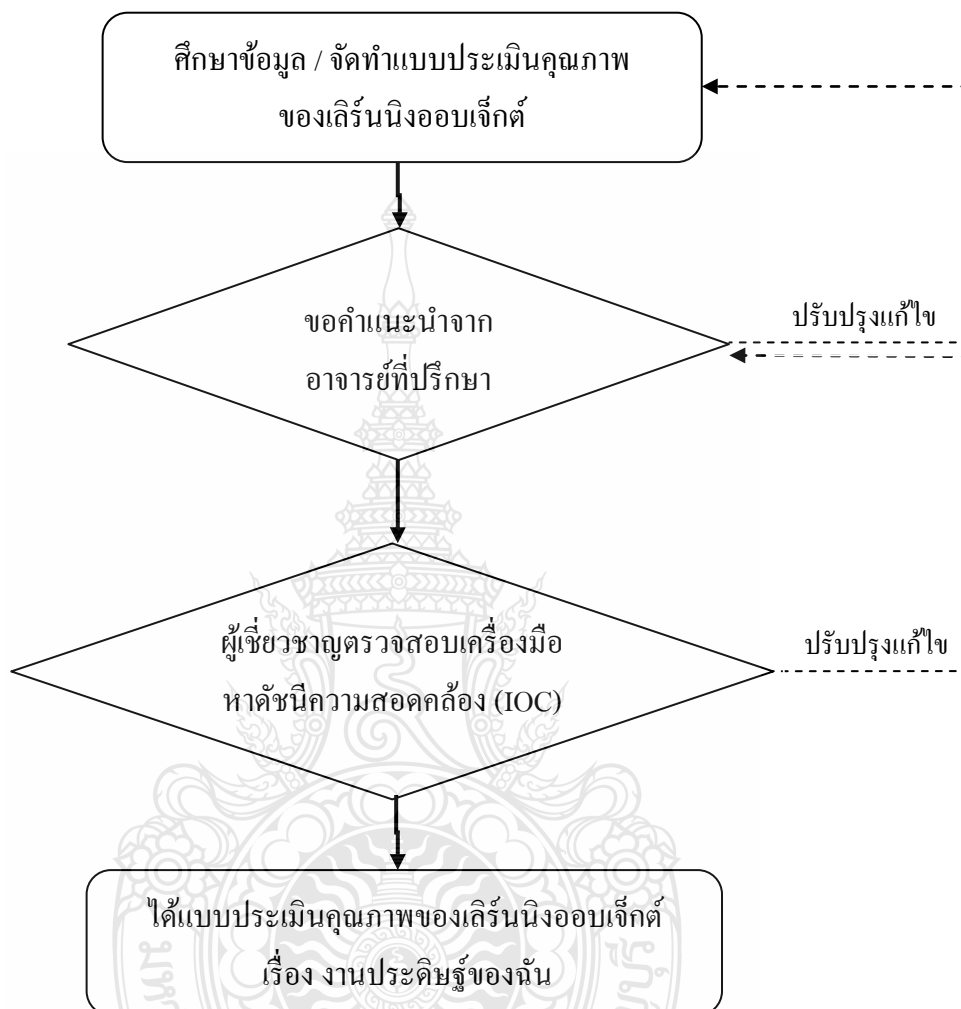 ศึกษาข้อมูล / จัดทำแบบประเมินคุณภาพ
ของเลิร์นนิงออบเจ็กต์
ขอคำแนะนำจาก
อาจารย์ที่ปรึกษา
ปรับปรุงแก้ไข
ผู้เชี่ยวชาญตรวจสอบเครื่องมือ
หาดัชนีความสอดคล้อง (IOC)
ปรับปรุงแก้ไข
ได้แบบประเมินคุณภาพของเลิร์นนิงออบเจ็กต์
เรื่อง งานประดิษฐ์ของฉัน